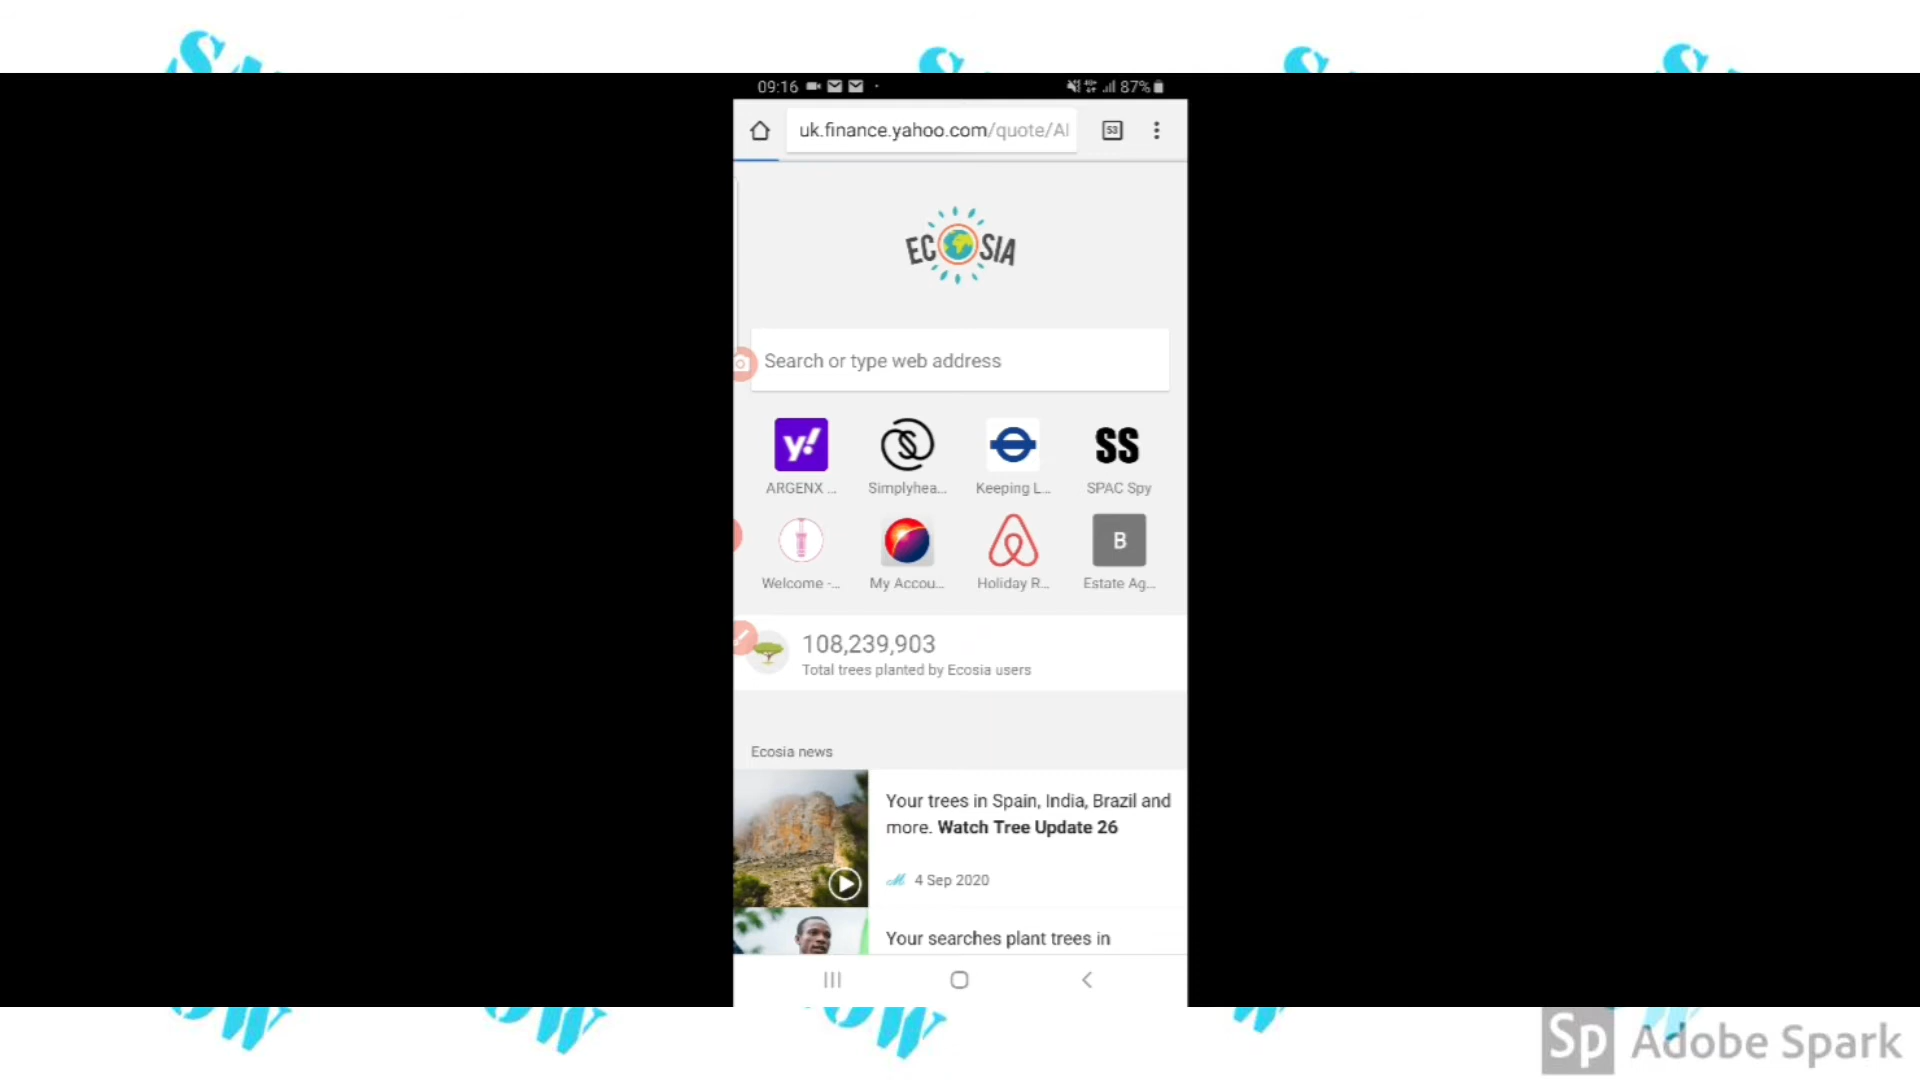 09:16
87%
uk.finance.yahoo.com/quote/
53
ECOSIA
Search or type web address
y!
SS
ARGENX ...
Simplyhea...
Keeping L...
SPAC Spy
B
Welcome -...
My Accou...
Holiday R...
Estate Ag...
108,239,903
Total trees planted by Ecosia users
Ecosia news
Your trees in Spain, India, Brazil and
more. Watch Tree Update 26
4 Sep 2020
Your searches plant trees in
Sp Adobe Spark